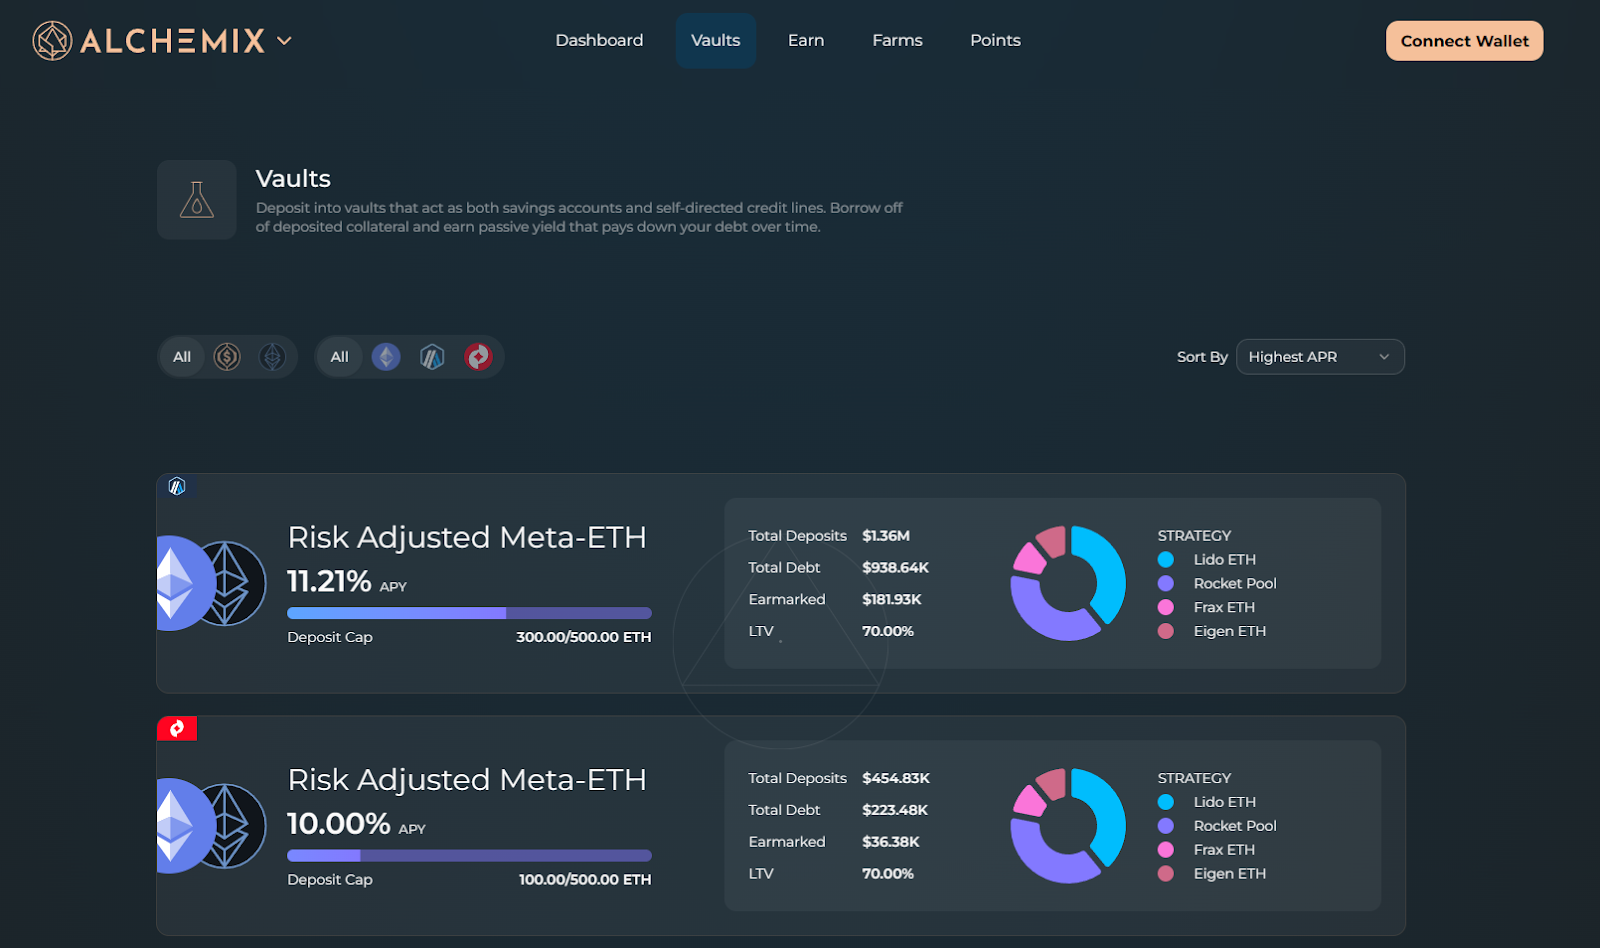 ALCHEMIX
Dashboard
Vaults
Earn
Farms
Points
Connect Wallet
Vaults
Deposit into vaults that act as both savings accounts and self-directed credit lines. Borrow off
of deposited collateral and earn passive yield that pays down your debt over time.
All
All
Sort By
Highest APR
Risk Adjusted Meta-ETH
11.21% APY
Deposit Cap
300.00/500.00 ETH
Total Deposits $1.36M
Total Debt $938.64K
Earmarked $181.93K
LTV 70.00%
STRATEGY
Lido ETH
Rocket Pool
Frax ETH
Eigen ETH
Risk Adjusted Meta-ETH
10.00% APY
Deposit Cap
100.00/500.00 ETH
Total Deposits $454.83K
Total Debt $223.48K
Earmarked $36.38K
LTV 70.00%
STRATEGY
Lido ETH
Rocket Pool
Frax ETH
Eigen ETH